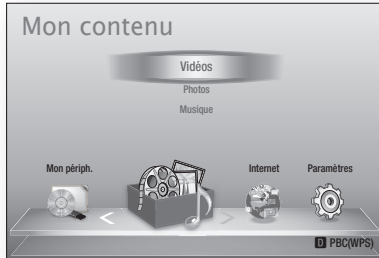 Mon contenu
Vidéos
Photos
Musique
Mon périph. Internet Paramètres
D PBC(WPS)